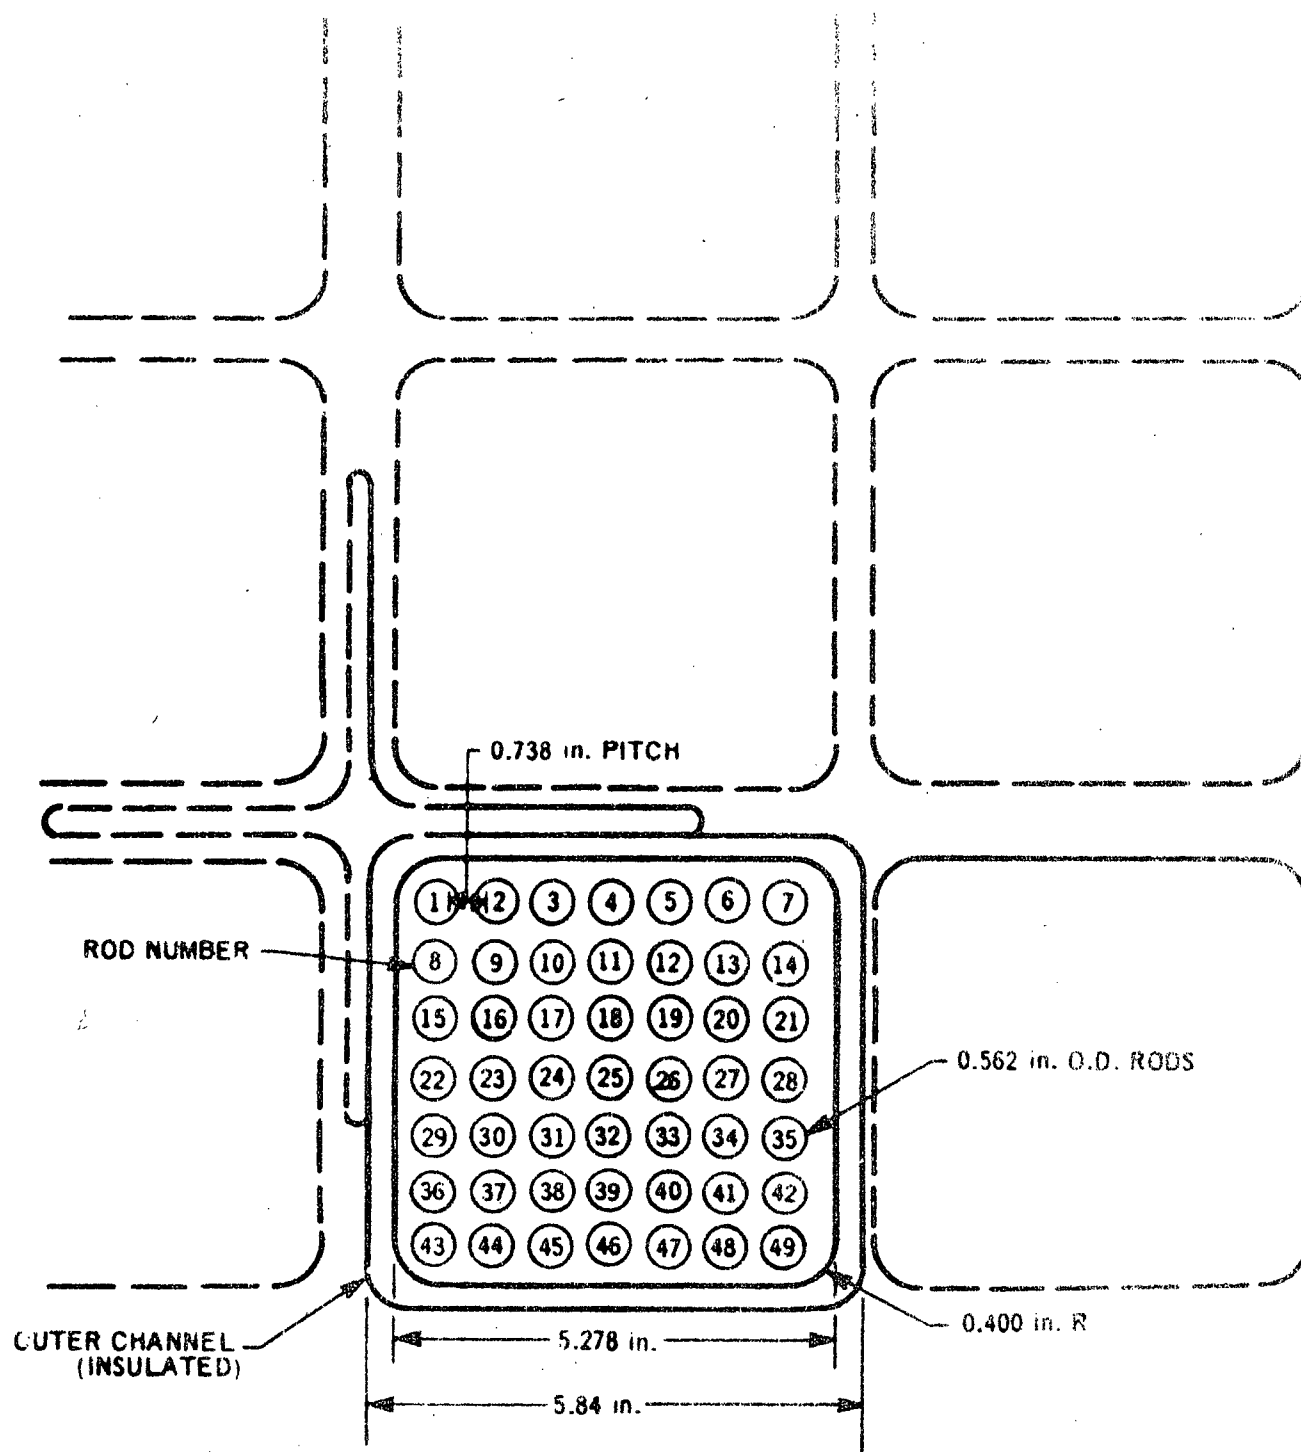 0.738 in. PITCH
1 2 3 4 5 6 7
ROD NUMBER
8 9 10 11 12 13 14
15 16 17 18 19 20 21
0.562 in. O.D. RODS
22 23 24 25 26 27 28
29 30 31 32 33 34 35
36 37 38 39 40 41 42
43 44 45 46 47 48 49
0.400 in. R
OUTER CHANNEL
(INSULATED)
5.278 in.
5.84 in.